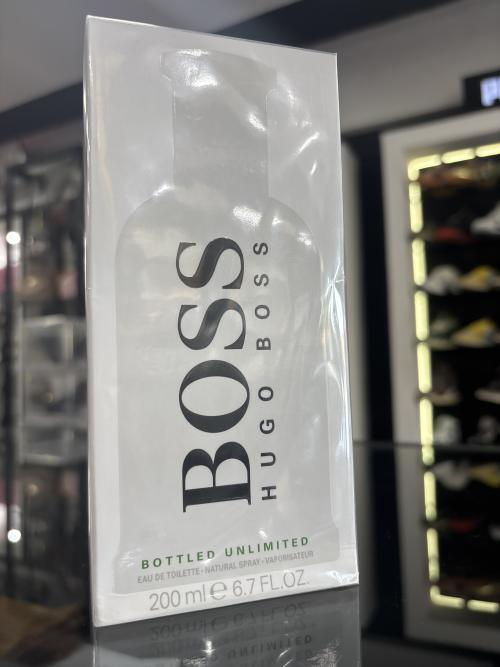 BOSS
HUGO BOSS
BOTTLED UNLIMITED
EAU DE TOILETTE · NATURAL SPRAY · VAPORISATEUR
200 ml ℮ 6.7 FL.OZ.